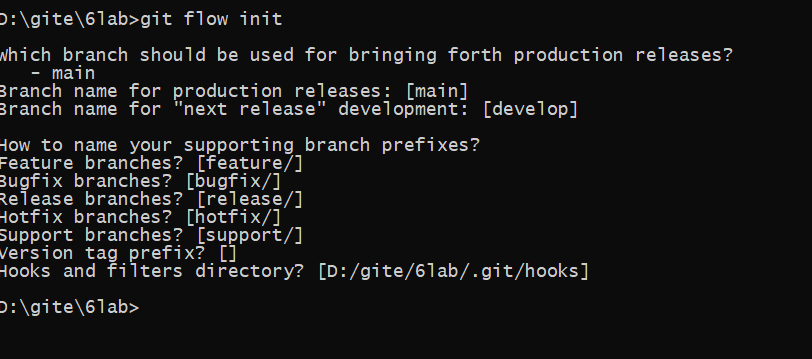 D:\gite\6lab>git flow init
Which branch should be used for bringing forth production releases?
- main
Branch name for production releases: [main]
Branch name for "next release" development: [develop]
How to name your supporting branch prefixes?
Feature branches? [feature/]
Bugfix branches? [bugfix/]
Release branches? [release/]
Hotfix branches? [hotfix/]
Support branches? [support/]
Version tag prefix? []
Hooks and filters directory? [D:/gite/6lab/.git/hooks]
D:\gite\6lab>